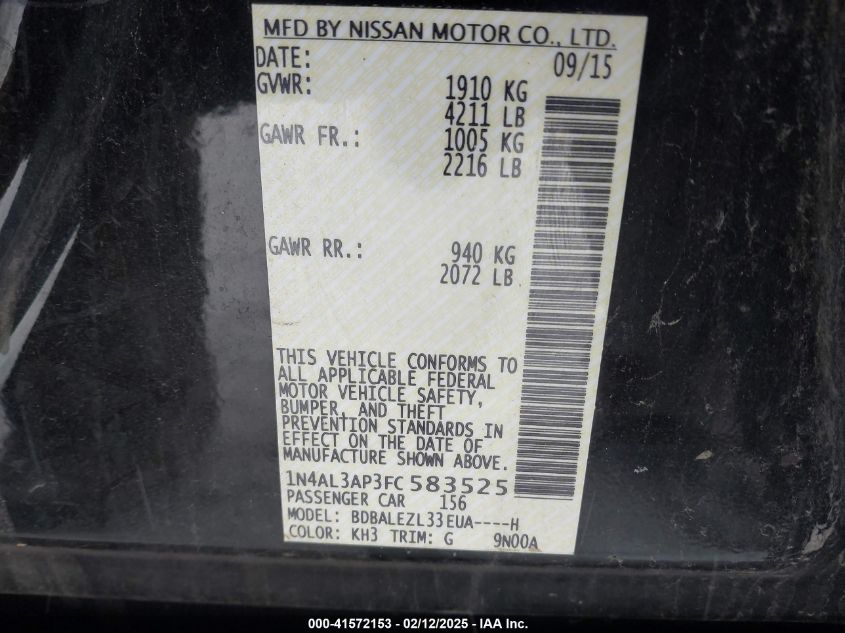 MFD BY NISSAN MOTOR CO., LTD.
DATE: 09/15
GVWR: 1910 KG
4211 LB
GAWR FR.: 1005 KG
2216 LB
GAWR RR.: 940 KG
2072 LB
THIS VEHICLE CONFORMS TO
ALL APPLICABLE FEDERAL
MOTOR VEHICLE SAFETY,
BUMPER, AND THEFT
PREVENTION STANDARDS IN
EFFECT ON THE DATE OF
MANUFACTURE SHOWN ABOVE.
1N4AL3AP3FC583525
PASSENGER CAR 156
MODEL: BDBALEZL33EUA----H
COLOR: KH3 TRIM: G 9N00A
000-41572153 - 02/12/2025 - IAA Inc.